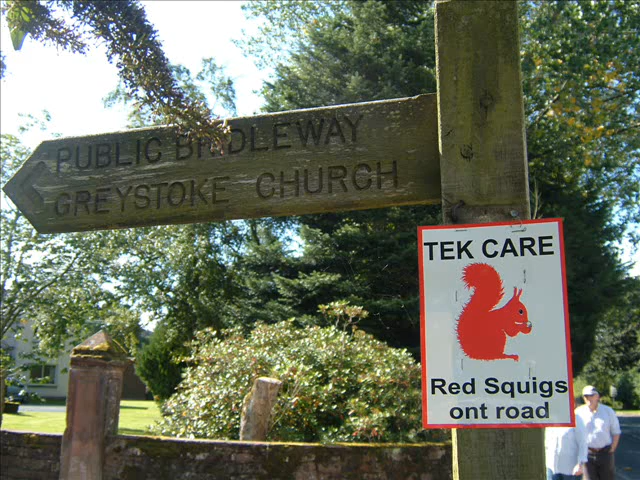 PUBLIC BRIDLEWAY
GREYSTOKE CHURCH
TEK CARE
Red Squigs
ont road